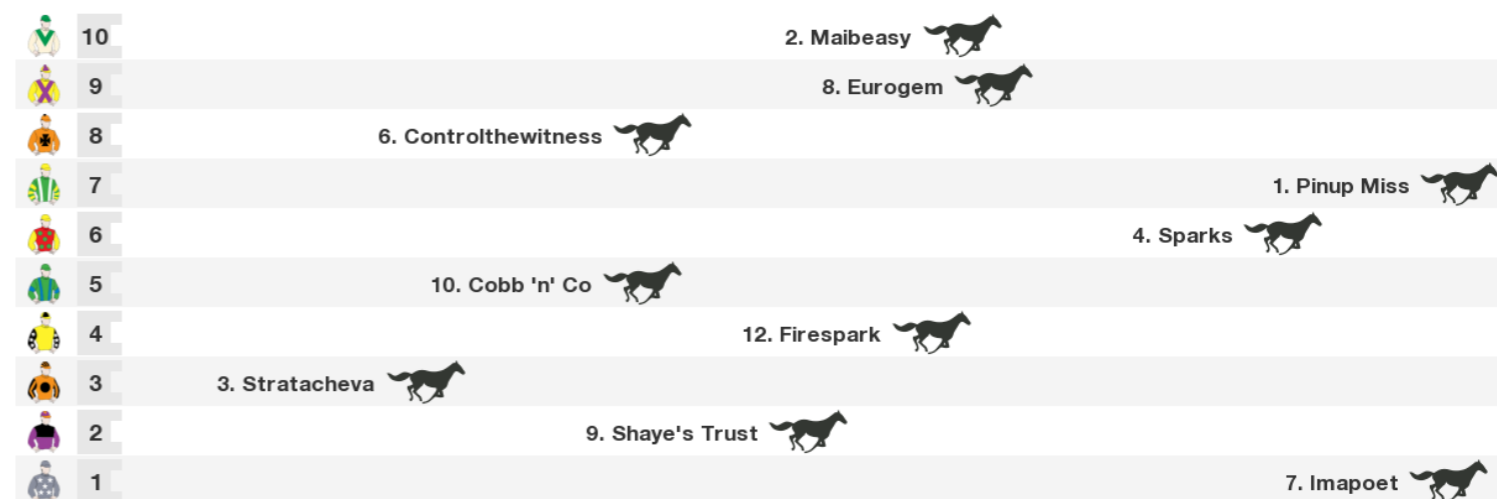 10 2. Maibeasy
9 8. Eurogem
8 6. Controlthewitness
7 1. Pinup Miss
6 4. Sparks
5 10. Cobb 'n' Co
4 12. Firespark
3 3. Stratacheva
2 9. Shaye's Trust
1 7. Imapoet